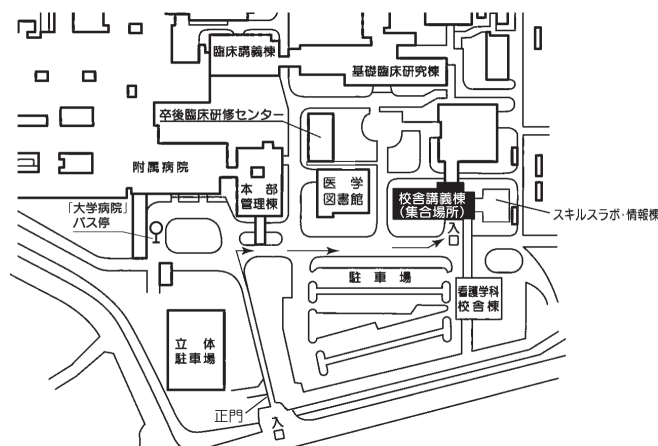 臨床講義棟
基礎臨床研究棟
卒後臨床研修センター
附属病院
本部
管理棟
医学
図書館
校舎講義棟
(集合場所)
スキルスラボ・情報棟
「大学病院」
バス停
入口
駐車場
看護学科
校舎棟
立体
駐車場
正門
入口